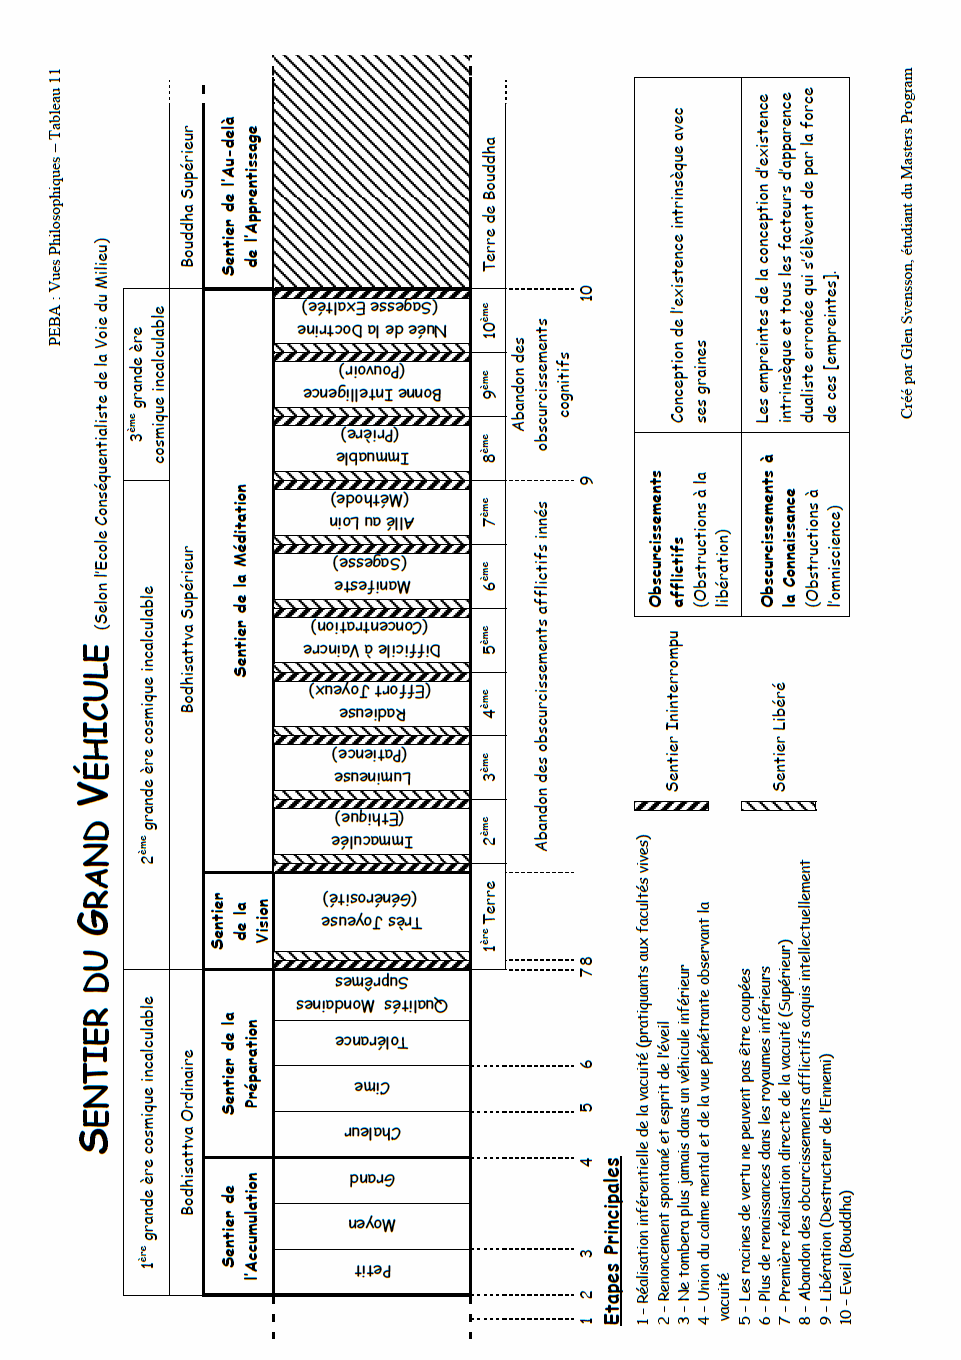 PEBA : Vues Philosophiques – Tableau 11
SENTIER DU GRAND VÉHICULE (Selon l'Ecole Conséquentialiste de la Voie du Milieu)
1ère grande ère cosmique incalculable
2ème grande ère cosmique incalculable
3ème grande ère
cosmique incalculable
Bodhisattva Ordinaire
Bodhisattva Supérieur
Bouddha Supérieur
Sentier de
l'Accumulation
Sentier de la
Préparation
Sentier
de la
Vision
Sentier de la Méditation
Sentier de l'Au-delà
de l'Apprentissage
Petit
Moyen
Grand
Chaleur
Cime
Tolérance
Qualités Mondaines
Suprêmes
Très Joyeuse
(Générosité)
Immaculée
(Ethique)
Lumineuse
(Patience)
Radieuse
(Effort Joyeux)
Difficile à Vaincre
(Concentration)
Manifeste
(Sagesse)
Allé au Loin
(Méthode)
Immuable
(Prière)
Bonne Intelligence
(Pouvoir)
Nuée de la Doctrine
(Sagesse Exaltée)
1ère Terre
2ème
3ème
4ème
5ème
6ème
7ème
8ème
9ème
10ème
Terre de Bouddha
Abandon des obscurcissements afflictifs innés
Abandon des
obscurcissements
cognitifs
1
2
3
4
5
6
7
8
9
10
Etapes Principales
1 – Réalisation inférentielle de la vacuité (pratiquants aux facultés vives)
2 – Renoncement spontané et esprit de l'éveil
3 – Ne tombera plus jamais dans un véhicule inférieur
4 – Union du calme mental et de la vue pénétrante observant la
vacuité
5 – Les racines de vertu ne peuvent pas être coupées
6 – Plus de renaissances dans les royaumes inférieurs
7 – Première réalisation directe de la vacuité (Supérieur)
8 – Abandon des obcurcissements afflictifs acquis intellectuellement
9 – Libération (Destructeur de l'Ennemi)
10 – Eveil (Bouddha)
Sentier Ininterrompu
Sentier Libéré
Obscurcissements
afflictifs
(Obstructions à la
libération)
Conception de l'existence intrinsèque avec
ses graines
Obscurcissements à
la Connaissance
(Obstructions à
l'omniscience)
Les empreintes de la conception d'existence
intrinsèque et tous les facteurs d'apparence
dualiste erronée qui s'élèvent de par la force
de ces [empreintes].
Créé par Glen Svensson, étudiant du Masters Program